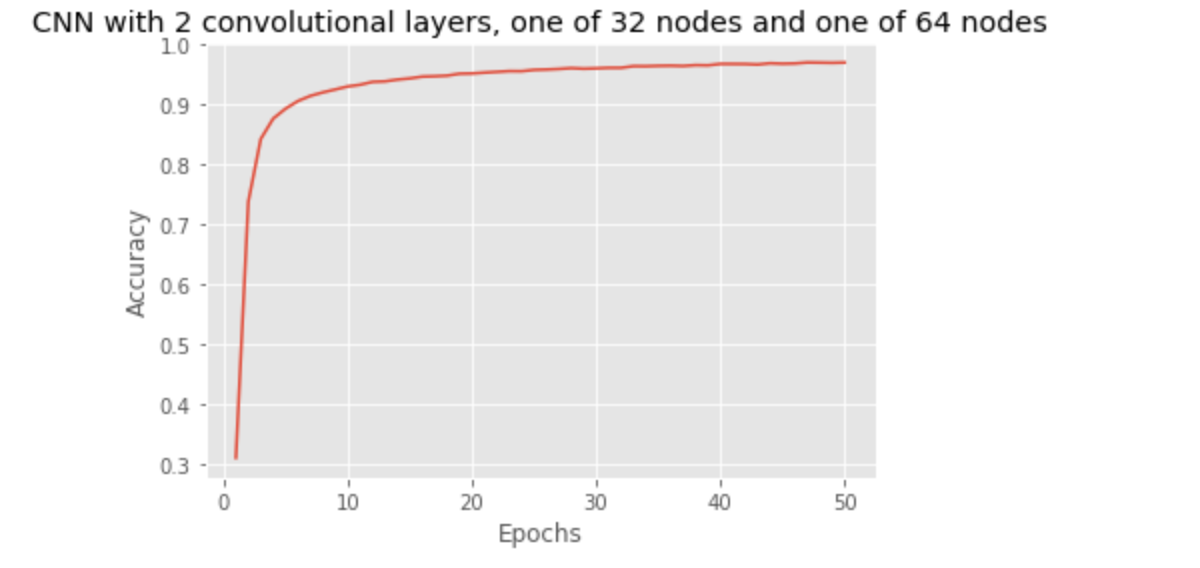 CNN with 2 convolutional layers, one of 32 nodes and one of 64 nodes
1.0
0.9
0.8
0.7
0.6
0.5
0.4
0.3
Accuracy
0 10 20 30 40 50
Epochs